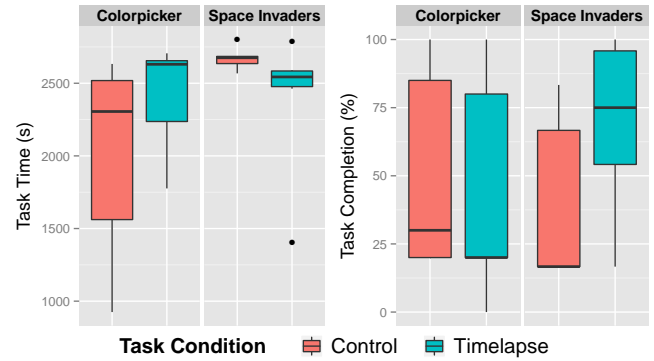 Colorpicker Space Invaders
Task Time (s)
2500
2000
1500
1000
Colorpicker Space Invaders
Task Completion (%)
100
75
50
25
0
Task Condition Control Timelapse